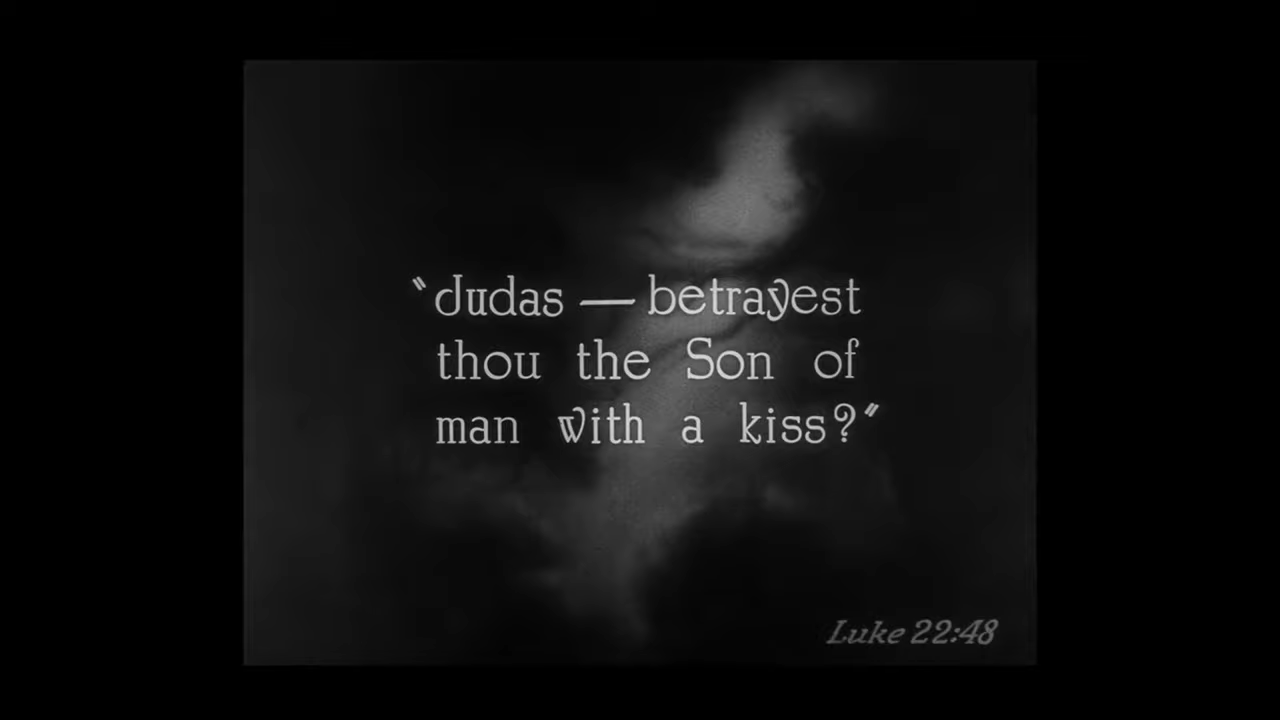 "Judas — betrayest
thou the Son of
man with a kiss?"
Luke 22:48